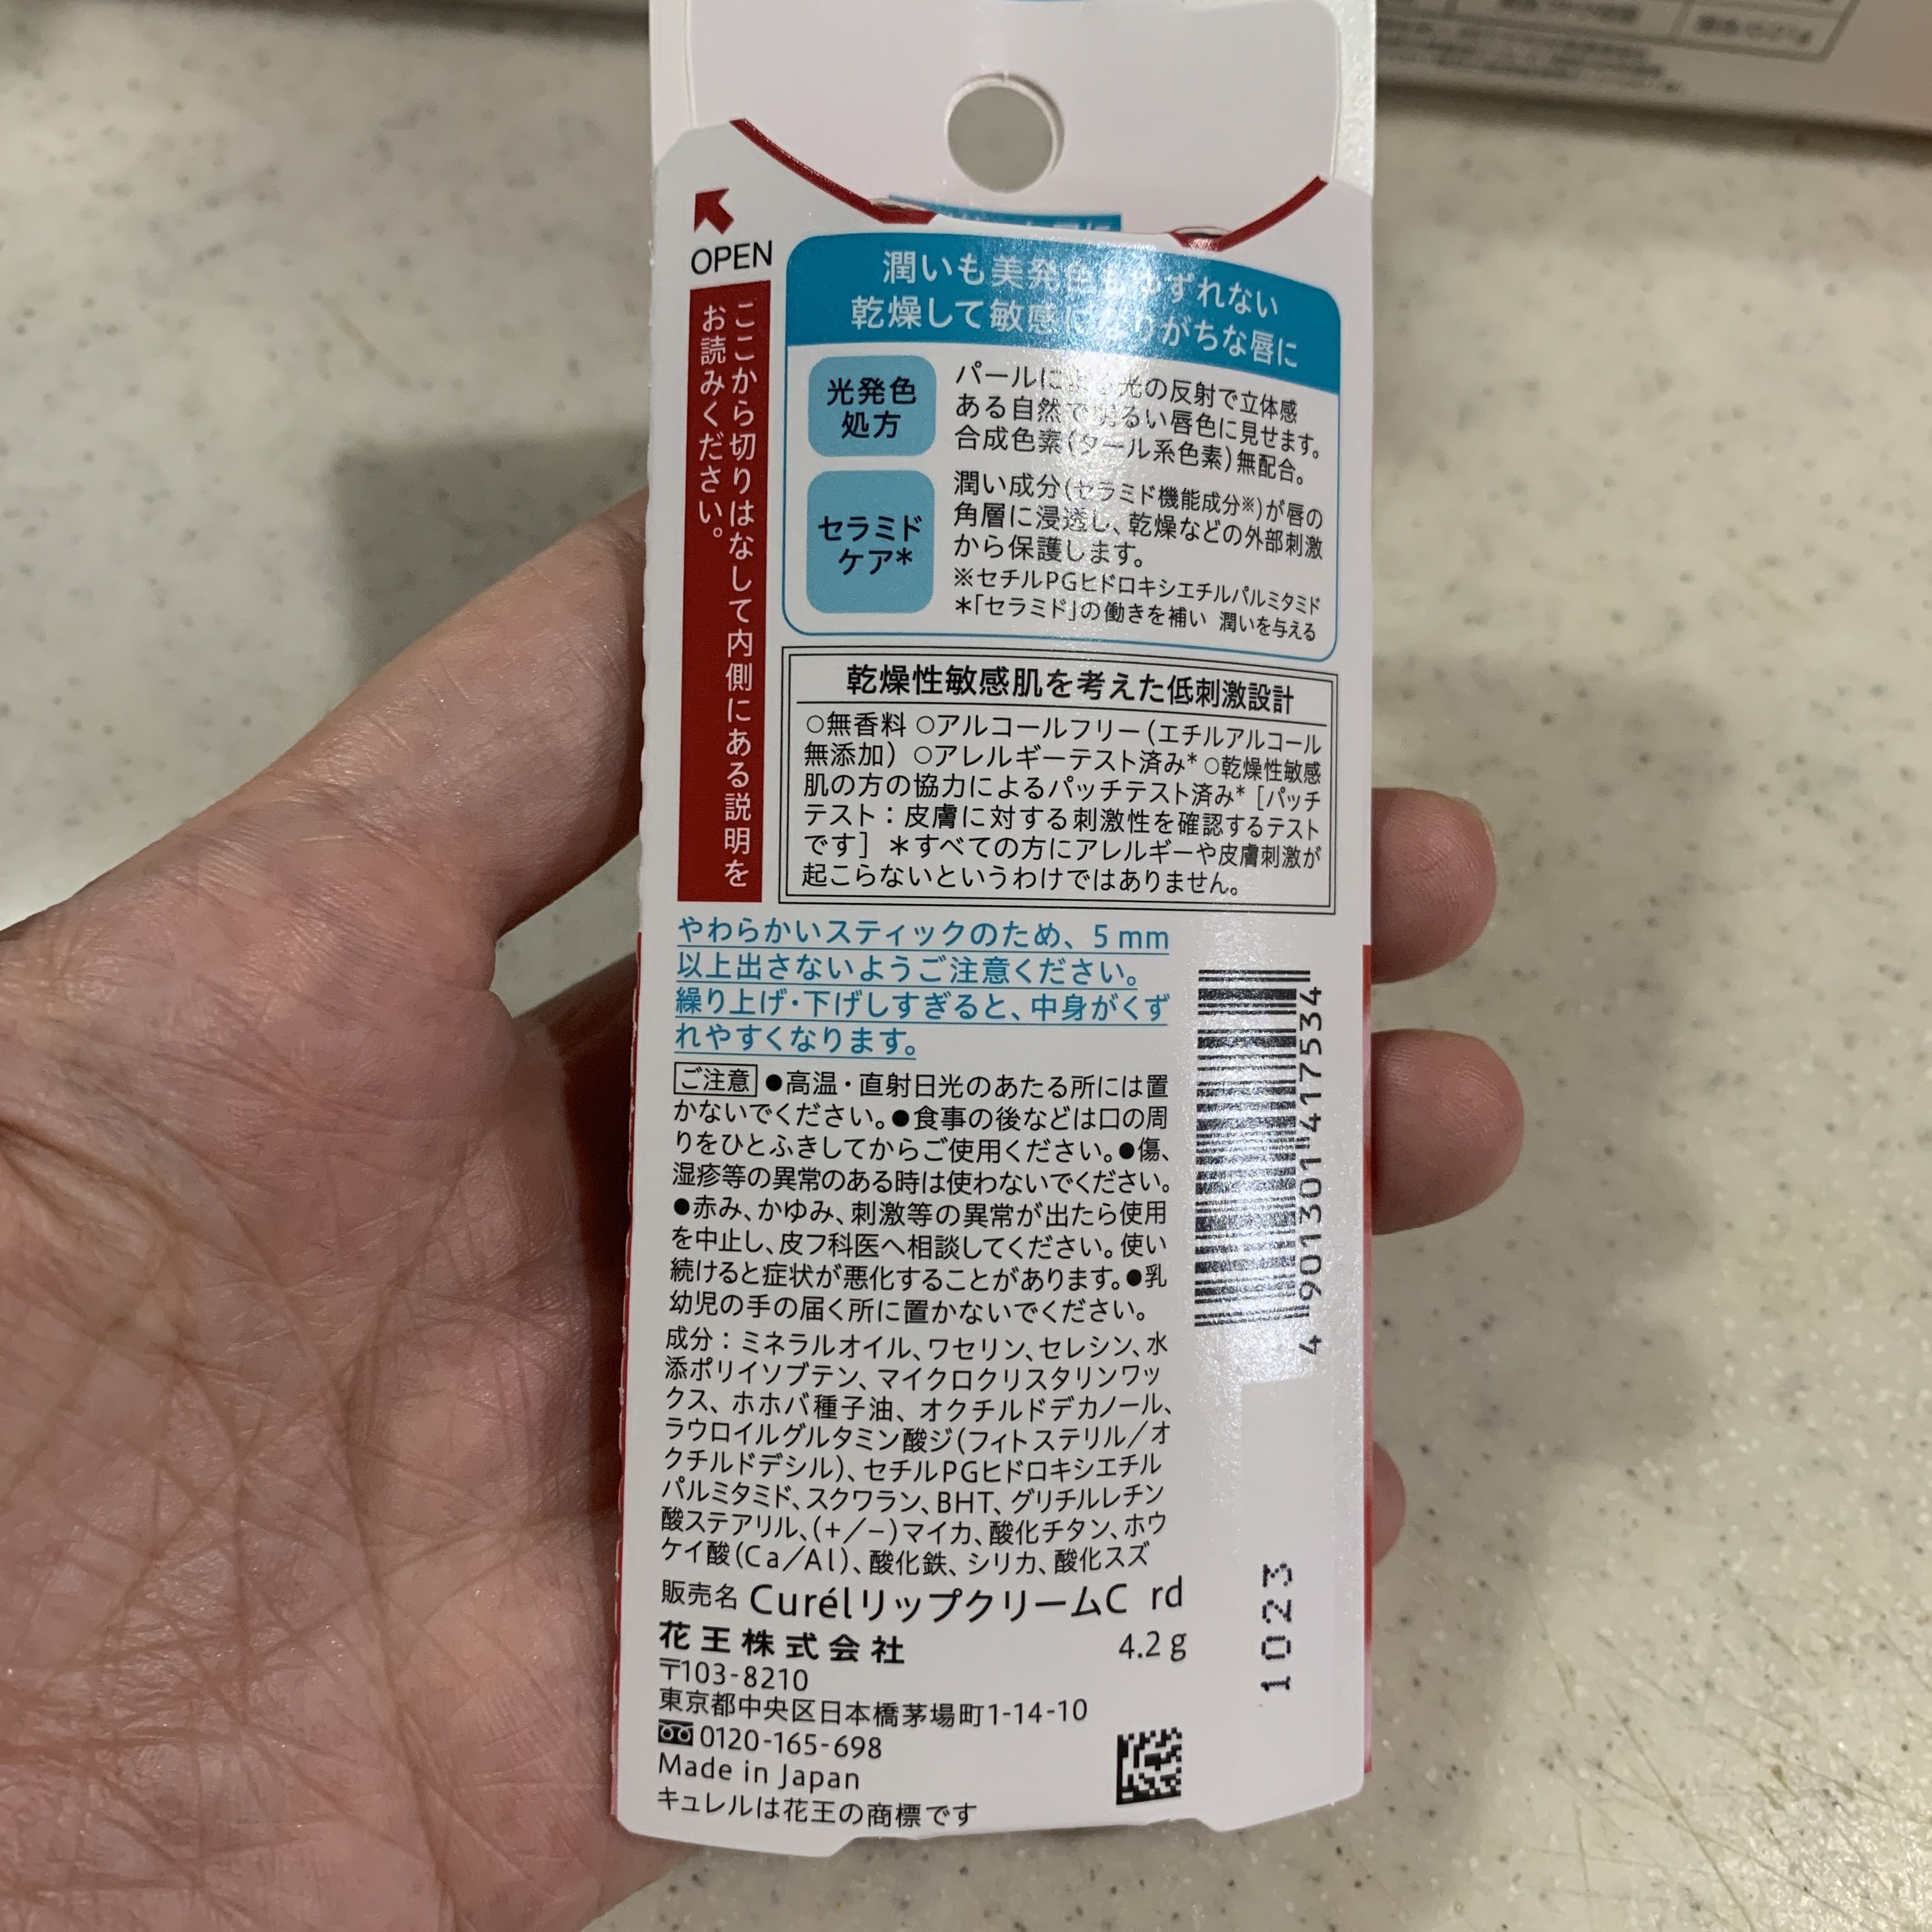 OPEN
ここから切りはなして内側にある説明を
お読みください。
潤いも美発色もゆずれない
乾燥して敏感になりがちな唇に
光発色
処方
パールによる光の反射で立体感
ある自然で明るい唇色に見せます。
合成色素(タール系色素)無配合。
セラミド
ケア*
潤い成分(セラミド機能成分※)が唇の
角層に浸透し、乾燥などの外部刺激
から保護します。
※セチルPGヒドロキシエチルパルミタミド
*「セラミド」の働きを補い 潤いを与える
乾燥性敏感肌を考えた低刺激設計
○無香料 ○アルコールフリー(エチルアルコール
無添加) ○アレルギーテスト済み* ○乾燥性敏感
肌の方の協力によるパッチテスト済み* [パッチ
テスト:皮膚に対する刺激性を確認するテスト
です] *すべての方にアレルギーや皮膚刺激が
起こらないというわけではありません。
やわらかいスティックのため、5 mm
以上出さないようご注意ください。
繰り上げ・下げしすぎると、中身がくず
れやすくなります。
ご注意 ●高温・直射日光のあたる所には置
かないでください。●食事の後などは口の周
りをひとふきしてからご使用ください。●傷、
湿疹等の異常のある時は使わないでください。
●赤み、かゆみ、刺激等の異常が出たら使用
を中止し、皮フ科医へ相談してください。使い
続けると症状が悪化することがあります。●乳
幼児の手の届く所に置かないでください。
成分:ミネラルオイル、ワセリン、セレシン、水
添ポリイソブテン、マイクロクリスタリンワッ
クス、ホホバ種子油、オクチルドデカノール、
ラウロイルグルタミン酸ジ(フィトステリル/オ
クチルドデシル)、セチルPGヒドロキシエチル
パルミタミド、スクワラン、BHT、グリチルレチン
酸ステアリル、(+/−)マイカ、酸化チタン、ホウ
ケイ酸(Ca/Al)、酸化鉄、シリカ、酸化スズ
販売名 CurélリップクリームC rd
花王株式会社 4.2 g
〒103-8210
東京都中央区日本橋茅場町1-14-10
0120-165-698
Made in Japan
キュレルは花王の商標です
4 901301 417534
1023